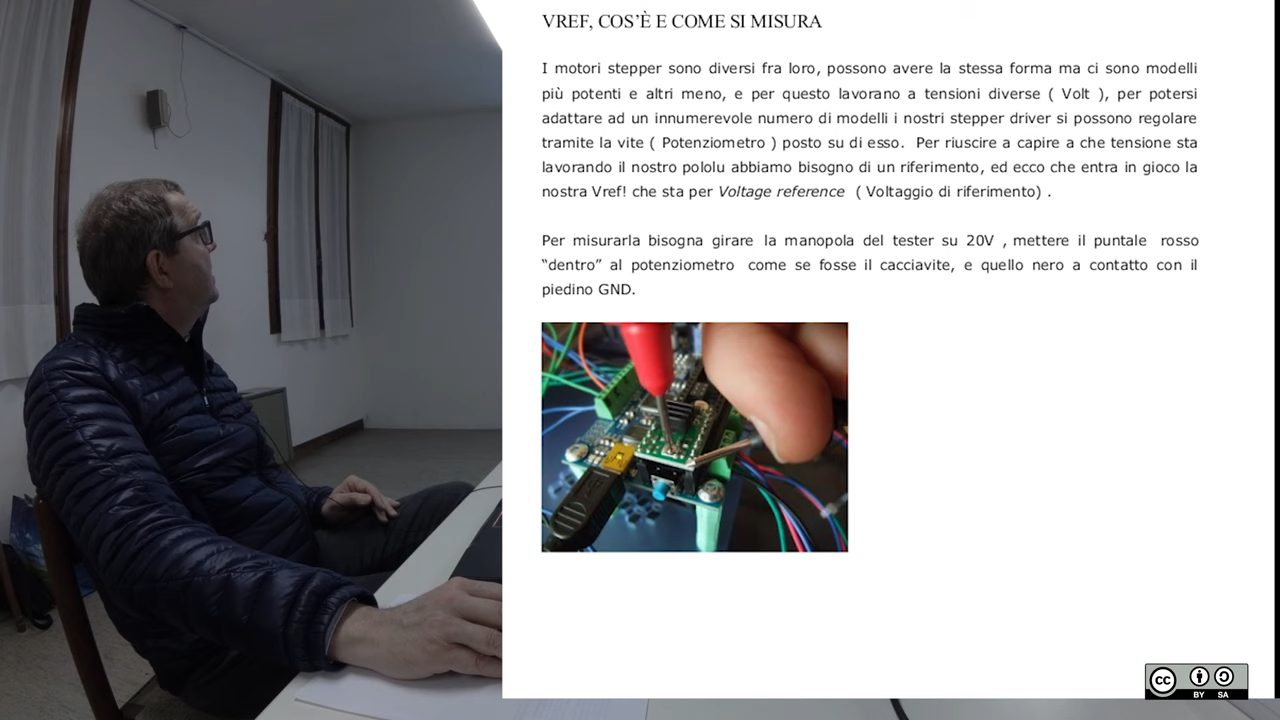 VREF, COS’È E COME SI MISURA
I motori stepper sono diversi fra loro, possono avere la stessa forma ma ci sono modelli
più potenti e altri meno, e per questo lavorano a tensioni diverse ( Volt ), per potersi
adattare ad un innumerevole numero di modelli i nostri stepper driver si possono regolare
tramite la vite ( Potenziometro ) posto su di esso. Per riuscire a capire a che tensione sta
lavorando il nostro pololu abbiamo bisogno di un riferimento, ed ecco che entra in gioco la
nostra Vref! che sta per Voltage reference ( Voltaggio di riferimento) .
Per misurarla bisogna girare la manopola del tester su 20V , mettere il puntale rosso
“dentro” al potenziometro come se fosse il cacciavite, e quello nero a contatto con il
piedino GND.
cc
BY SA